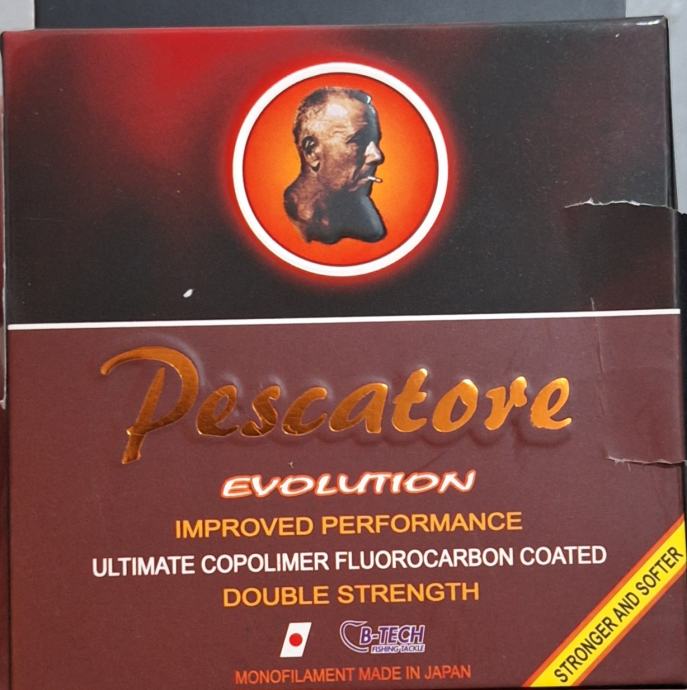 Pescatore
EVOLUTION
IMPROVED PERFORMANCE
ULTIMATE COPOLIMER FLUOROCARBON COATED
DOUBLE STRENGTH
B-TECH
FISHING TACKLE
MONOFILAMENT MADE IN JAPAN
STRONGER AND SOFTER